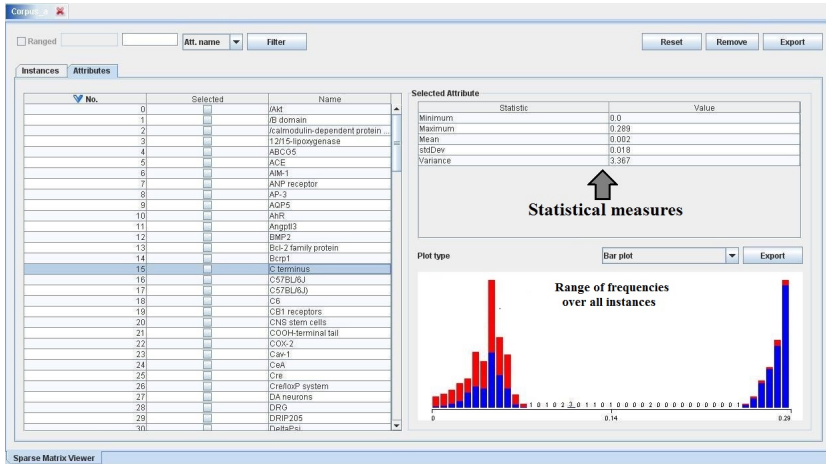 Corpus_s
Ranged Att. name Filter Reset Remove Export
Instances Attributes
No. Selected Name
0 /Akt
1 /B domain
2 /calmodulin-dependent protein ...
3 12/15-lipoxygenase
4 ABCG5
5 ACE
6 AIM-1
7 ANP receptor
8 AP-3
9 AQP5
10 AhR
11 Angptl3
12 BMP2
13 Bcl-2 family protein
14 Bcrp1
15 C terminus
16 C57BL/6J
17 C57BL/6J)
18 C6
19 CB1 receptors
20 CNS stem cells
21 COOH-terminal tail
22 COX-2
23 Cav-1
24 CeA
25 Cre
26 Cre/loxP system
27 DA neurons
28 DRG
29 DRIP205
30 DeltaPsi
Selected Attribute
Statistic Value
Minimum 0.0
Maximum 0.289
Mean 0.002
stdDev 0.018
Variance 3.367
Statistical measures
Plot type Bar plot Export
Range of frequencies
over all instances
0 0.14 0.29
Sparse Matrix Viewer